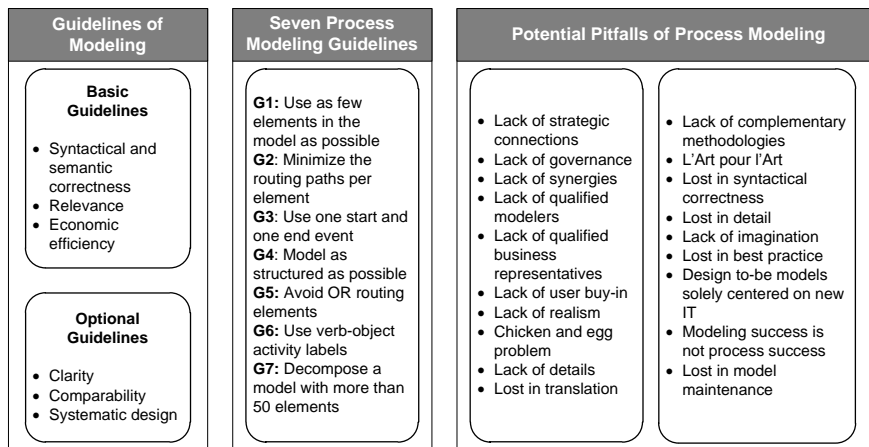 Guidelines of
Modeling
Basic
Guidelines
• Syntactical and
semantic
correctness
• Relevance
• Economic
efficiency
Optional
Guidelines
• Clarity
• Comparability
• Systematic design
Seven Process
Modeling Guidelines
G1: Use as few
elements in the
model as possible
G2: Minimize the
routing paths per
element
G3: Use one start and
one end event
G4: Model as
structured as possible
G5: Avoid OR routing
elements
G6: Use verb-object
activity labels
G7: Decompose a
model with more than
50 elements
Potential Pitfalls of Process Modeling
• Lack of strategic
connections
• Lack of governance
• Lack of synergies
• Lack of qualified
modelers
• Lack of qualified
business
representatives
• Lack of user buy-in
• Lack of realism
• Chicken and egg
problem
• Lack of details
• Lost in translation
• Lack of complementary
methodologies
• L'Art pour l'Art
• Lost in syntactical
correctness
• Lost in detail
• Lack of imagination
• Lost in best practice
• Design to-be models
solely centered on new
IT
• Modeling success is
not process success
• Lost in model
maintenance